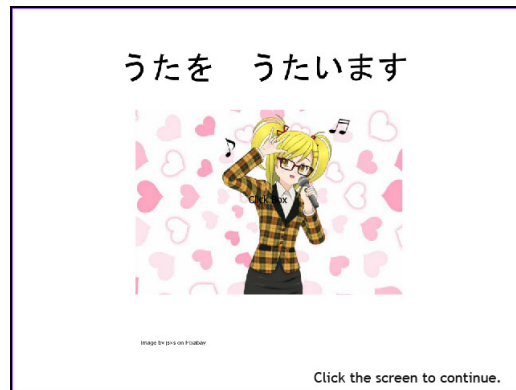 うたを　うたいます
Click Box
Image by p-s on Pixabay
Click the screen to continue.